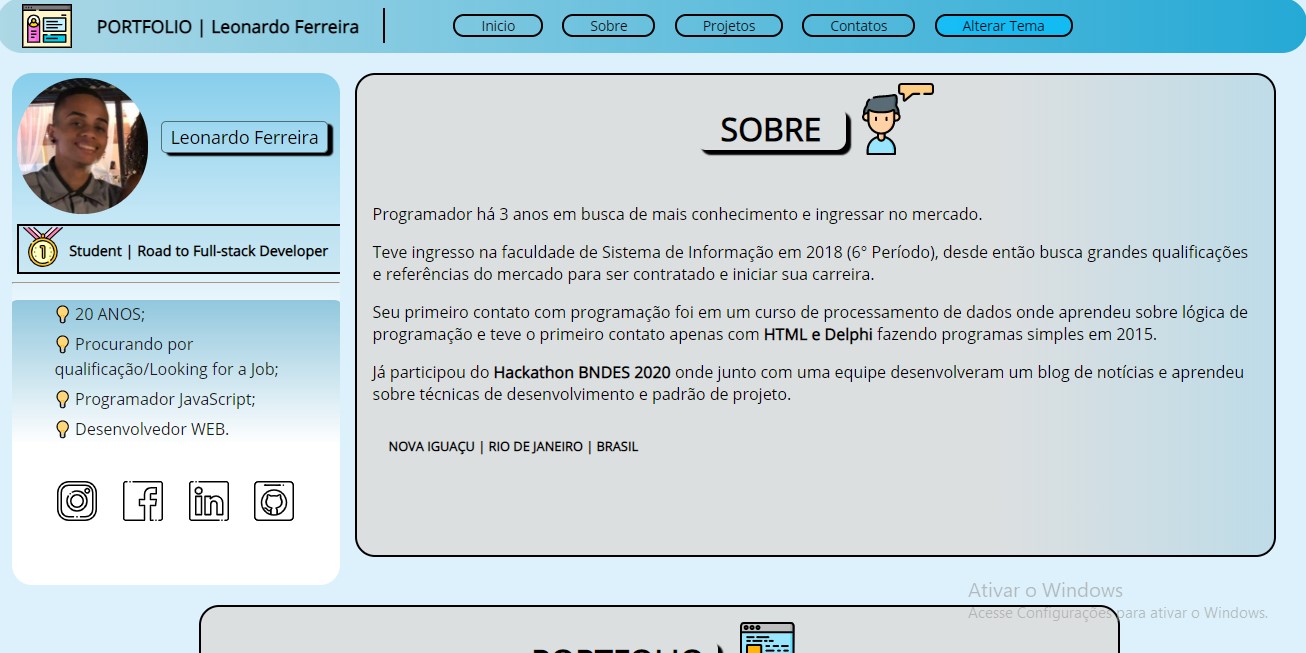 PORTFOLIO | Leonardo Ferreira
Inicio
Sobre
Projetos
Contatos
Alterar Tema
Leonardo Ferreira
1
Student | Road to Full-stack Developer
20 ANOS;
Procurando por
qualificação/Looking for a Job;
Programador JavaScript;
Desenvolvedor WEB.
in
SOBRE
Programador há 3 anos em busca de mais conhecimento e ingressar no mercado.
Teve ingresso na faculdade de Sistema de Informação em 2018 (6° Período), desde então busca grandes qualificações
e referências do mercado para ser contratado e iniciar sua carreira.
Seu primeiro contato com programação foi em um curso de processamento de dados onde aprendeu sobre lógica de
programação e teve o primeiro contato apenas com HTML e Delphi fazendo programas simples em 2015.
Já participou do Hackathon BNDES 2020 onde junto com uma equipe desenvolveram um blog de notícias e aprendeu
sobre técnicas de desenvolvimento e padrão de projeto.
NOVA IGUAÇU | RIO DE JANEIRO | BRASIL
Ativar o Windows
Acesse Configurações para ativar o Windows.
PORTFOLIO